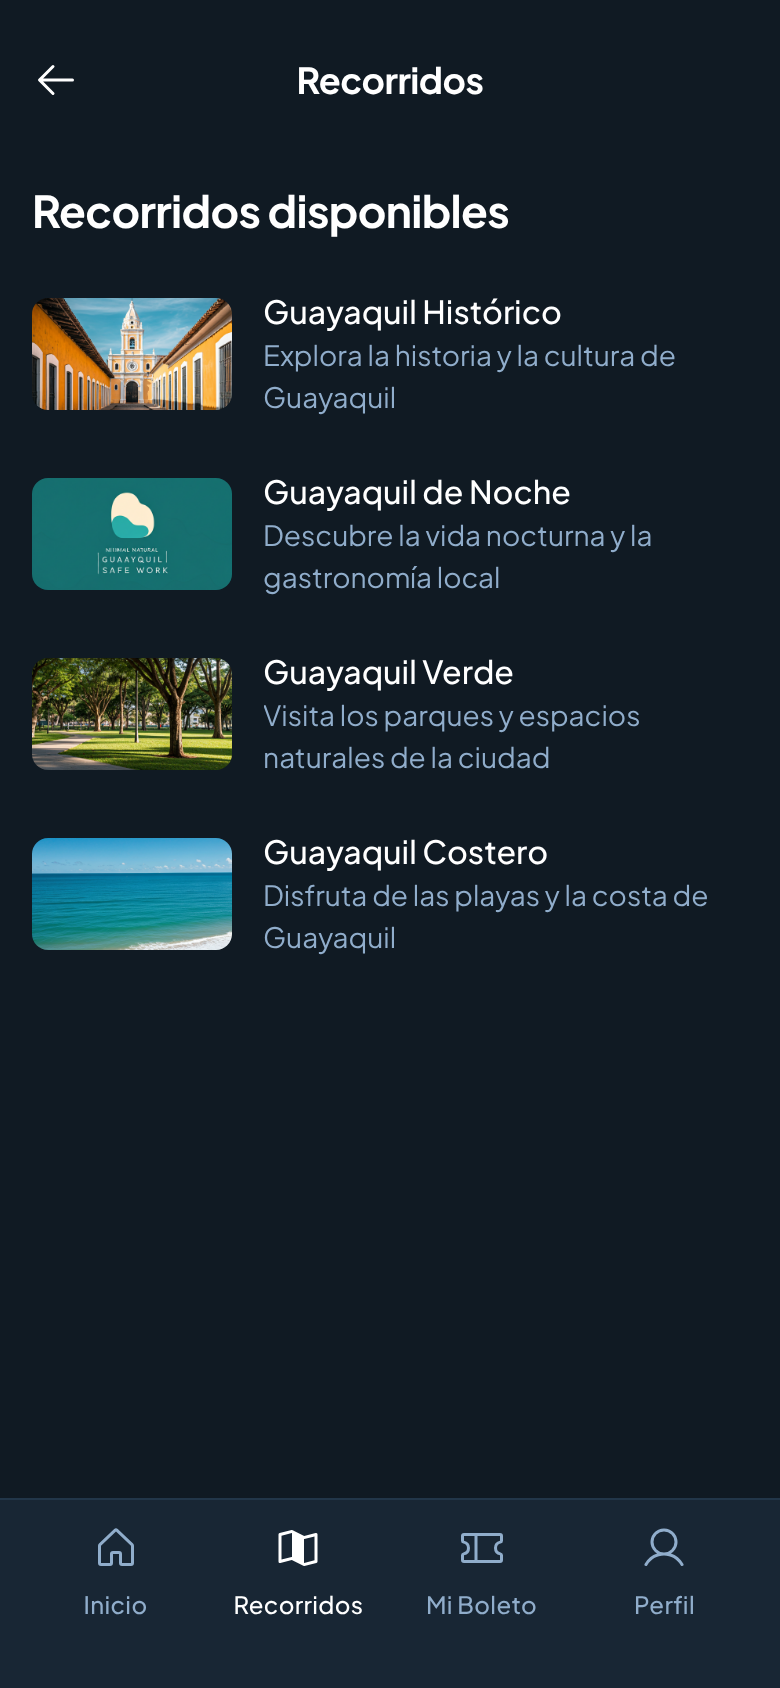 Recorridos
Recorridos disponibles
Guayaquil Histórico
Explora la historia y la cultura de
Guayaquil
Guayaquil de Noche
Descubre la vida nocturna y la
gastronomía local
NATURAL
GUAAYQUIL
SAFE WORK
Guayaquil Verde
Visita los parques y espacios
naturales de la ciudad
Guayaquil Costero
Disfruta de las playas y la costa de
Guayaquil
Inicio
Recorridos
Mi Boleto
Perfil